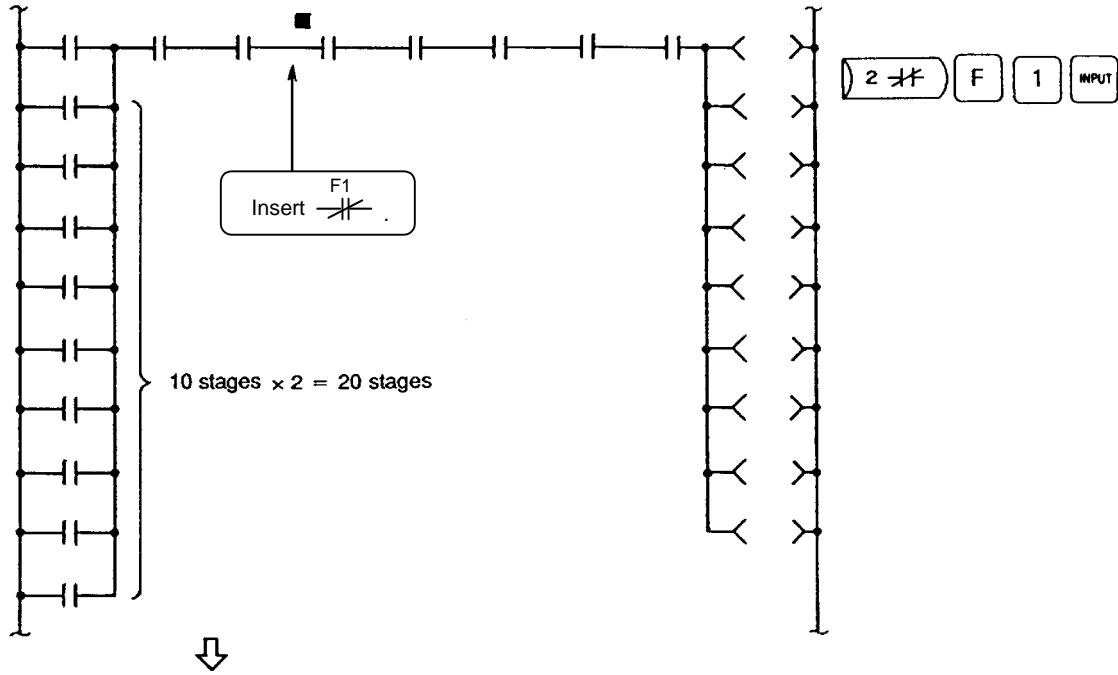 2 F 1 INPUT
F1
Insert .
10 stages × 2 = 20 stages